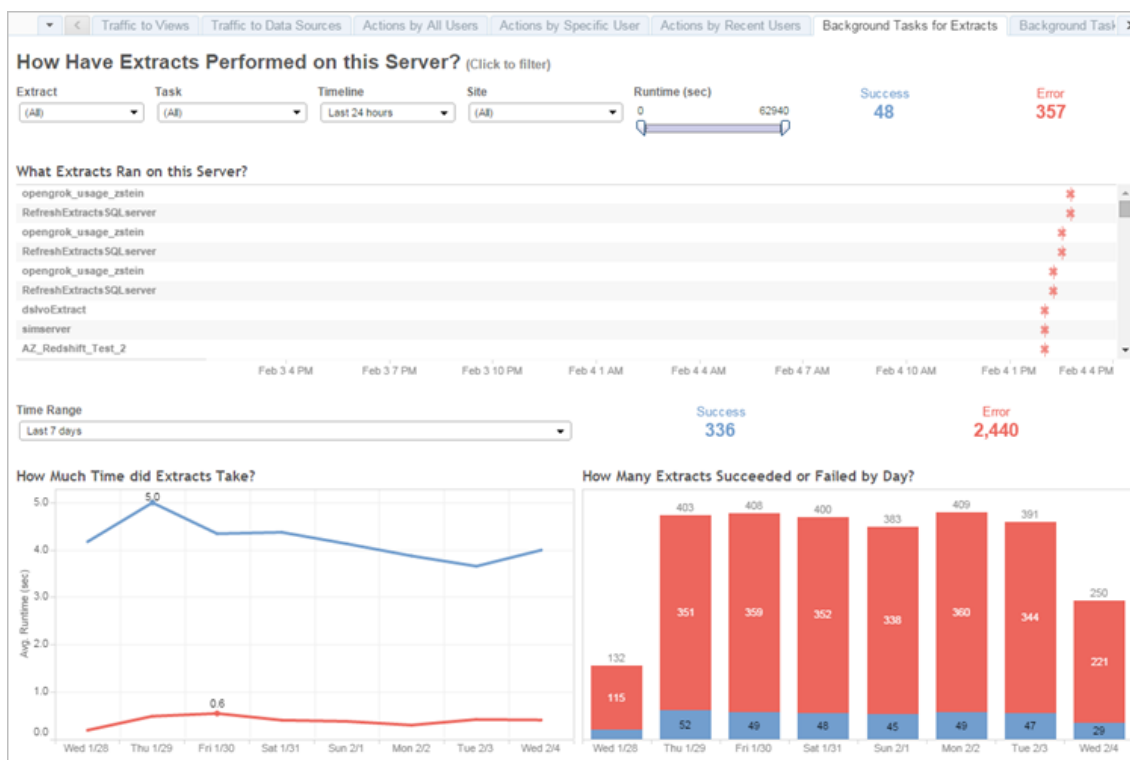 Traffic to Views Traffic to Data Sources Actions by All Users Actions by Specific User Actions by Recent Users Background Tasks for Extracts Background Task
How Have Extracts Performed on this Server? (Click to filter)
Extract Task Timeline Site Runtime (sec) Success Error
(All) (All) Last 24 hours (All) 0 62940 48 357
What Extracts Ran on this Server?
opengrok_usage_zstein
RefreshExtractsSQLserver
opengrok_usage_zstein
RefreshExtractsSQLserver
opengrok_usage_zstein
RefreshExtractsSQLserver
dslvoExtract
simserver
AZ_Redshift_Test_2
Feb 3 4 PM Feb 3 7 PM Feb 3 10 PM Feb 4 1 AM Feb 4 4 AM Feb 4 7 AM Feb 4 10 AM Feb 4 1 PM Feb 4 4 PM
Time Range Success Error
Last 7 days 336 2,440
How Much Time did Extracts Take?
5.0
5.0
4.0
3.0
2.0
1.0
0.0
0.6
Avg. Runtime (sec)
Wed 1/28 Thu 1/29 Fri 1/30 Sat 1/31 Sun 2/1 Mon 2/2 Tue 2/3 Wed 2/4
How Many Extracts Succeeded or Failed by Day?
132 403 408 400 383 409 391 250
115 351 359 352 338 360 344 221
52 49 48 45 49 47 29
Wed 1/28 Thu 1/29 Fri 1/30 Sat 1/31 Sun 2/1 Mon 2/2 Tue 2/3 Wed 2/4